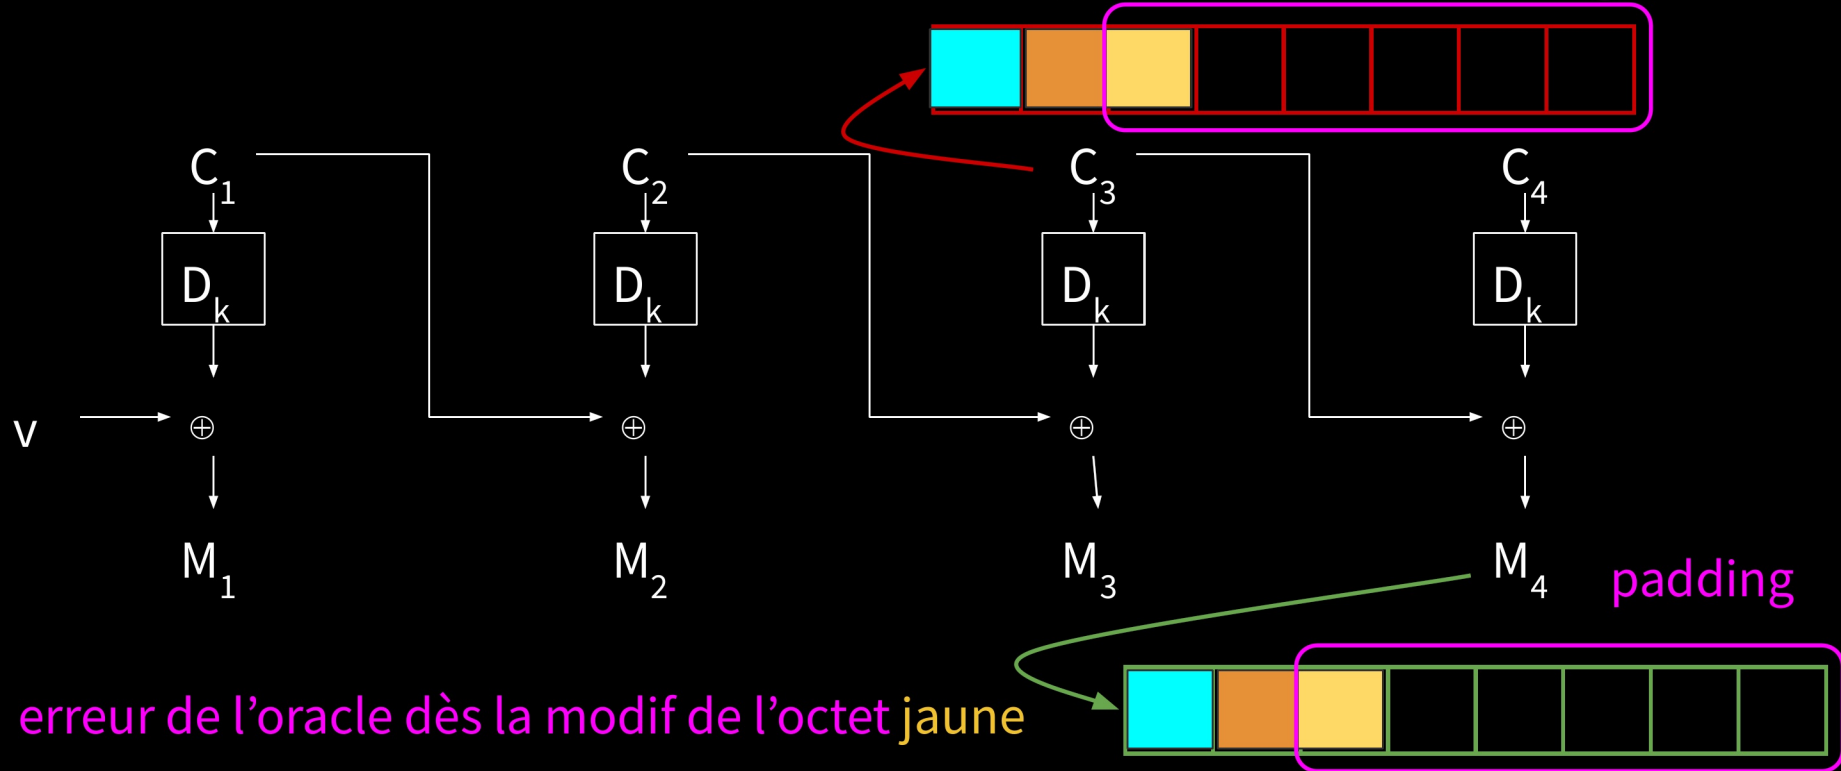 C₁ C₂ C₃ C₄
Dₖ Dₖ Dₖ Dₖ
v ⊕ ⊕ ⊕ ⊕
M₁ M₂ M₃ M₄
padding
erreur de l’oracle dès la modif de l’octet jaune